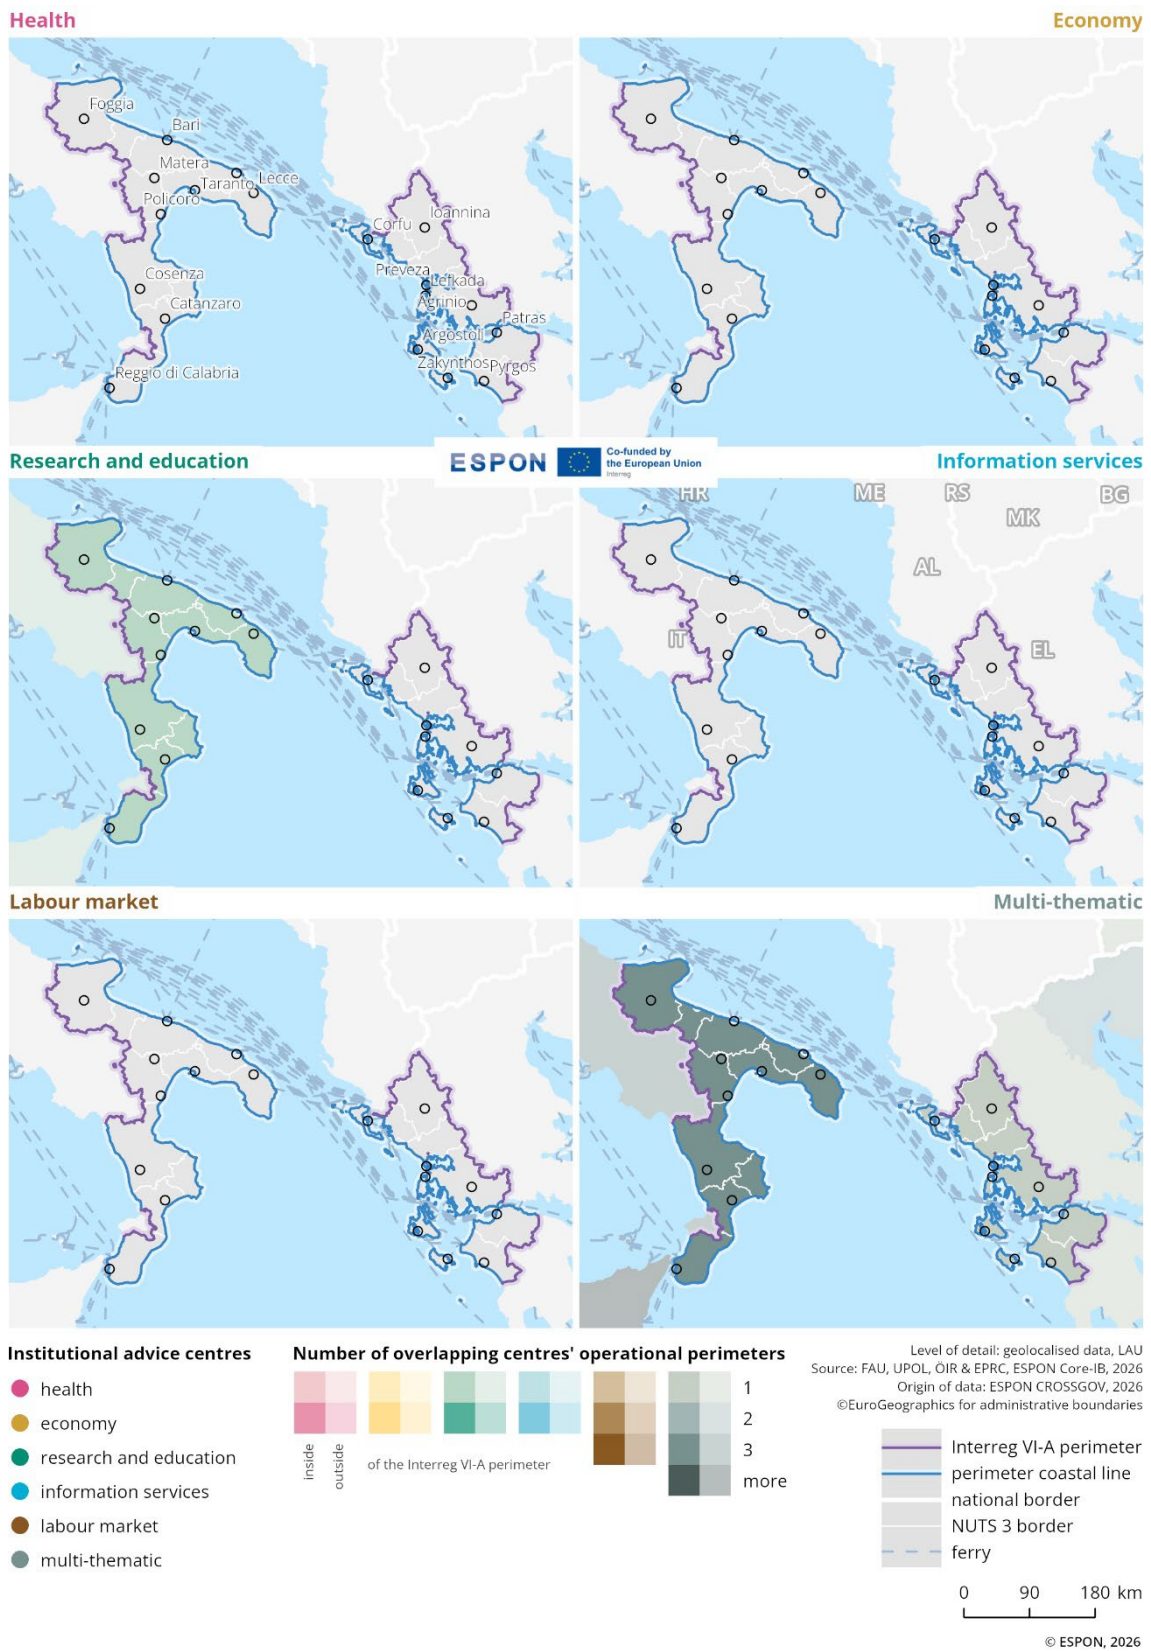 Health
Economy
Foggia
Bari
Matera
Taranto
Lecce
Policoro
Ioannina
Corfu
Cosenza
Preveza
Lefkada
Catanzaro
Agrinio
Patras
Argostoli
Zakynthos
Pyrgos
Reggio di Calabria
Research and education
ESPON
Co-funded by
the European Union
Interreg
Information services
HR
ME
RS
BG
MK
AL
IT
EL
Labour market
Multi-thematic
Institutional advice centres
health
economy
research and education
information services
labour market
multi-thematic
Number of overlapping centres' operational perimeters
1
2
3
more
inside
outside
of the Interreg VI-A perimeter
Level of detail: geolocalised data, LAU
Source: FAU, UPOL, ÖIR & EPRC, ESPON Core-IB, 2026
Origin of data: ESPON CROSSGOV, 2026
©EuroGeographics for administrative boundaries
Interreg VI-A perimeter
perimeter coastal line
national border
NUTS 3 border
ferry
0 90 180 km
© ESPON, 2026